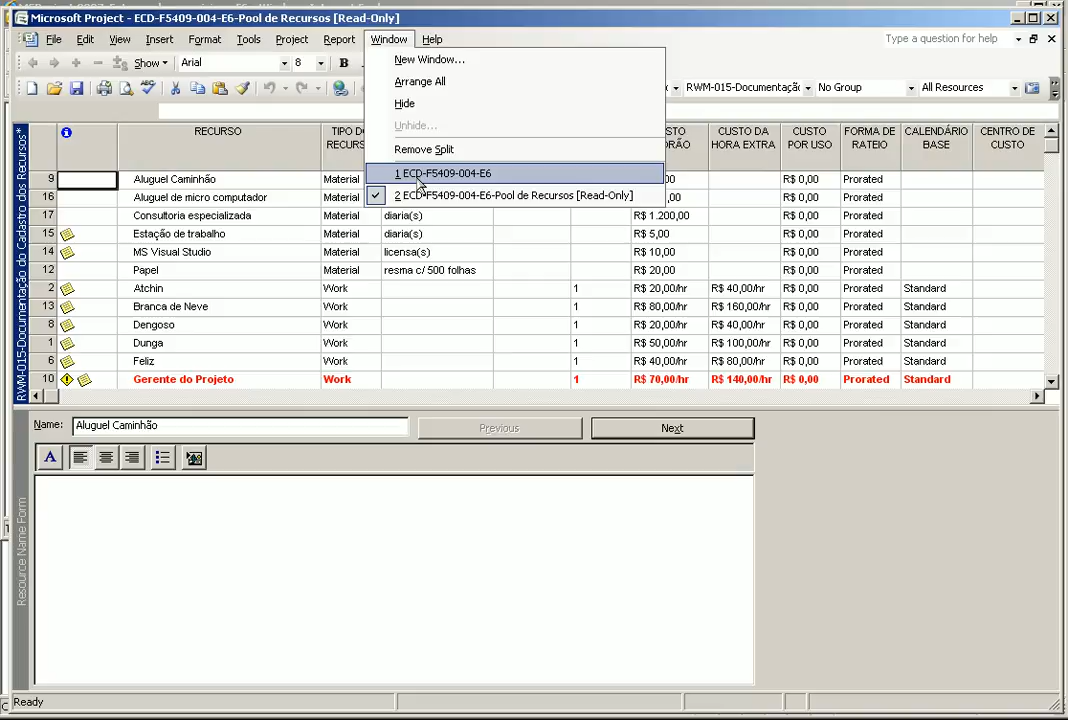 Microsoft Project - ECD-F5409-004-E6-Pool de Recursos [Read-Only]
File Edit View Insert Format Tools Project Report Window Help Type a question for help
Show Arial 8 B
RWM-015-Documentaçã No Group All Resources
New Window...
Arrange All
Hide
Unhide...
Remove Split
1 ECD-F5409-004-E6
2 ECD-F5409-004-E6-Pool de Recursos [Read-Only]
RWM-015-Documentação do Cadastro dos Recursos*
RECURSO TIPO DO RECURS CUSTO DA HORA EXTRA CUSTO POR USO FORMA DE RATEIO CALENDÁRIO BASE CENTRO DE CUSTO
9 Aluguel Caminhão Material R$ 0,00 Prorated
16 Aluguel de micro computador Material R$ 0,00 Prorated
17 Consultoria especializada Material diaria(s) R$ 1.200,00 R$ 0,00 Prorated
15 Estação de trabalho Material diaria(s) R$ 5,00 R$ 0,00 Prorated
14 MS Visual Studio Material licensa(s) R$ 10,00 R$ 0,00 Prorated
12 Papel Material resma c/ 500 folhas R$ 20,00 R$ 0,00 Prorated
2 Atchin Work 1 R$ 20,00/hr R$ 40,00/hr R$ 0,00 Prorated Standard
13 Branca de Neve Work 1 R$ 80,00/hr R$ 160,00/hr R$ 0,00 Prorated Standard
8 Dengoso Work 1 R$ 20,00/hr R$ 40,00/hr R$ 0,00 Prorated Standard
1 Dunga Work 1 R$ 50,00/hr R$ 100,00/hr R$ 0,00 Prorated Standard
6 Feliz Work 1 R$ 40,00/hr R$ 80,00/hr R$ 0,00 Prorated Standard
10 Gerente do Projeto Work 1 R$ 70,00/hr R$ 140,00/hr R$ 0,00 Prorated Standard
Name: Aluguel Caminhão Previous Next
A
Resource Name Form
Ready